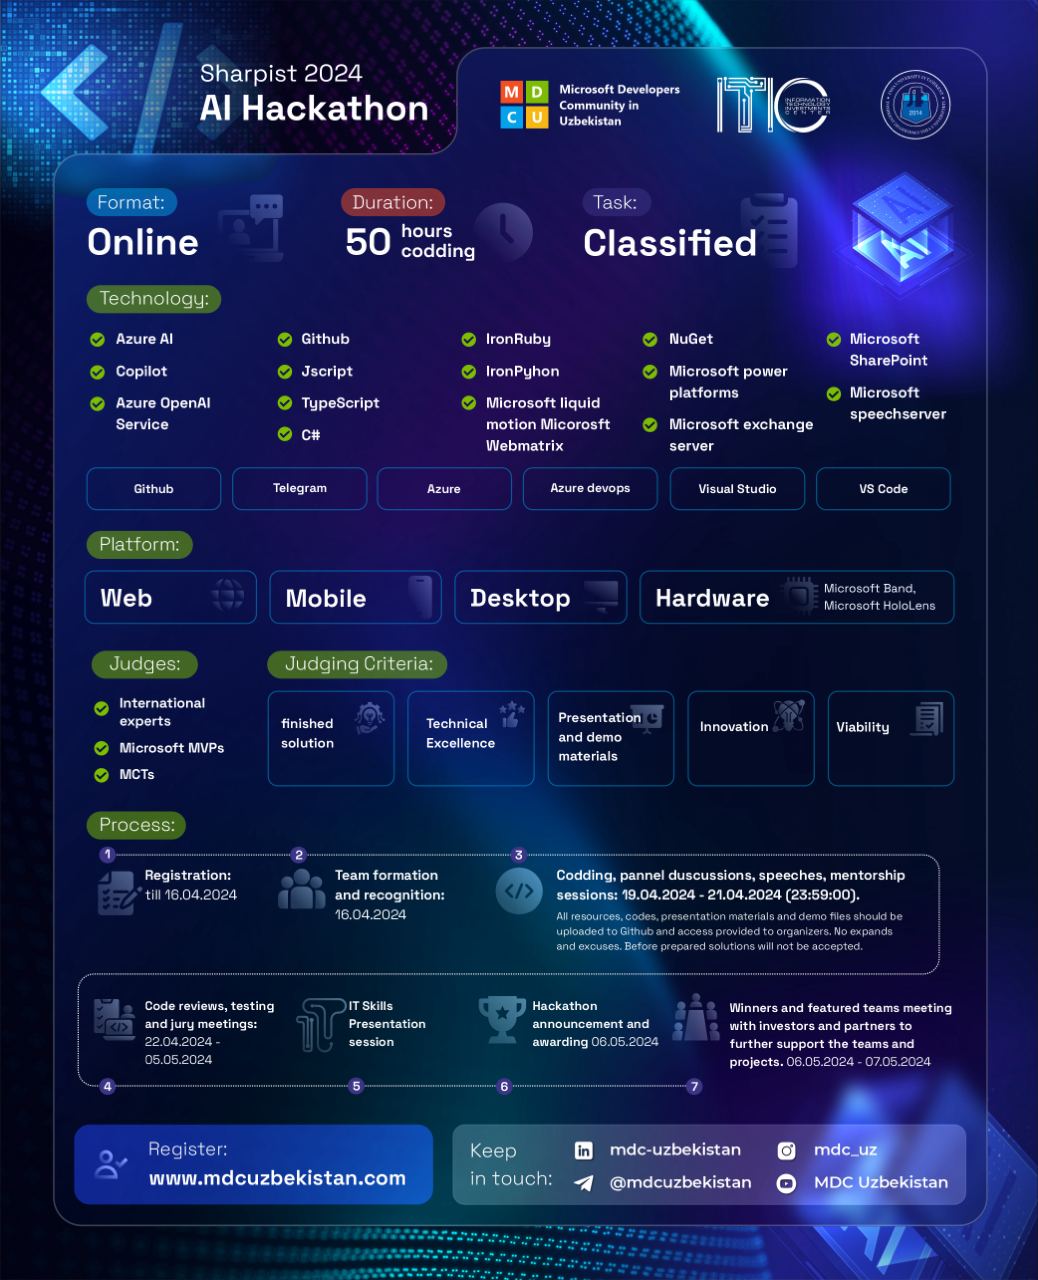 Sharpist 2024
AI Hackathon
M D
C U
Microsoft Developers
Community in
Uzbekistan
ITIC
INFORMATION
TECHNOLOGY
INVESTMENTS
CENTER
2014
Format:
Online
Duration:
50 hours
codding
Task:
Classified
AI
AI
Technology:
Azure AI
Copilot
Azure OpenAI
Service
Github
Jscript
TypeScript
C#
IronRuby
IronPyhon
Microsoft liquid
motion Micorosft
Webmatrix
NuGet
Microsoft power
platforms
Microsoft exchange
server
Microsoft
SharePoint
Microsoft
speechserver
Github
Telegram
Azure
Azure devops
Visual Studio
VS Code
Platform:
Web
Mobile
Desktop
Hardware
Microsoft Band,
Microsoft HoloLens
Judges:
International
experts
Microsoft MVPs
MCTs
Judging Criteria:
finished
solution
Technical
Excellence
Presentation
and demo
materials
Innovation
Viability
Process:
1
Registration:
till 16.04.2024
2
Team formation
and recognition:
16.04.2024
3
Codding, pannel duscussions, speeches, mentorship
sessions: 19.04.2024 - 21.04.2024 (23:59:00).
All resources, codes, presentation materials and demo files should be
uploaded to Github and access provided to organizers. No expands
and excuses. Before prepared solutions will not be accepted.
Code reviews, testing
and jury meetings:
22.04.2024 -
05.05.2024
4
IT Skills
Presentation
session
5
Hackathon
announcement and
awarding 06.05.2024
6
Winners and featured teams meeting
with investors and partners to
further support the teams and
projects. 06.05.2024 - 07.05.2024
7
Register:
www.mdcuzbekistan.com
Keep
in touch:
mdc-uzbekistan
@mdcuzbekistan
mdc_uz
MDC Uzbekistan